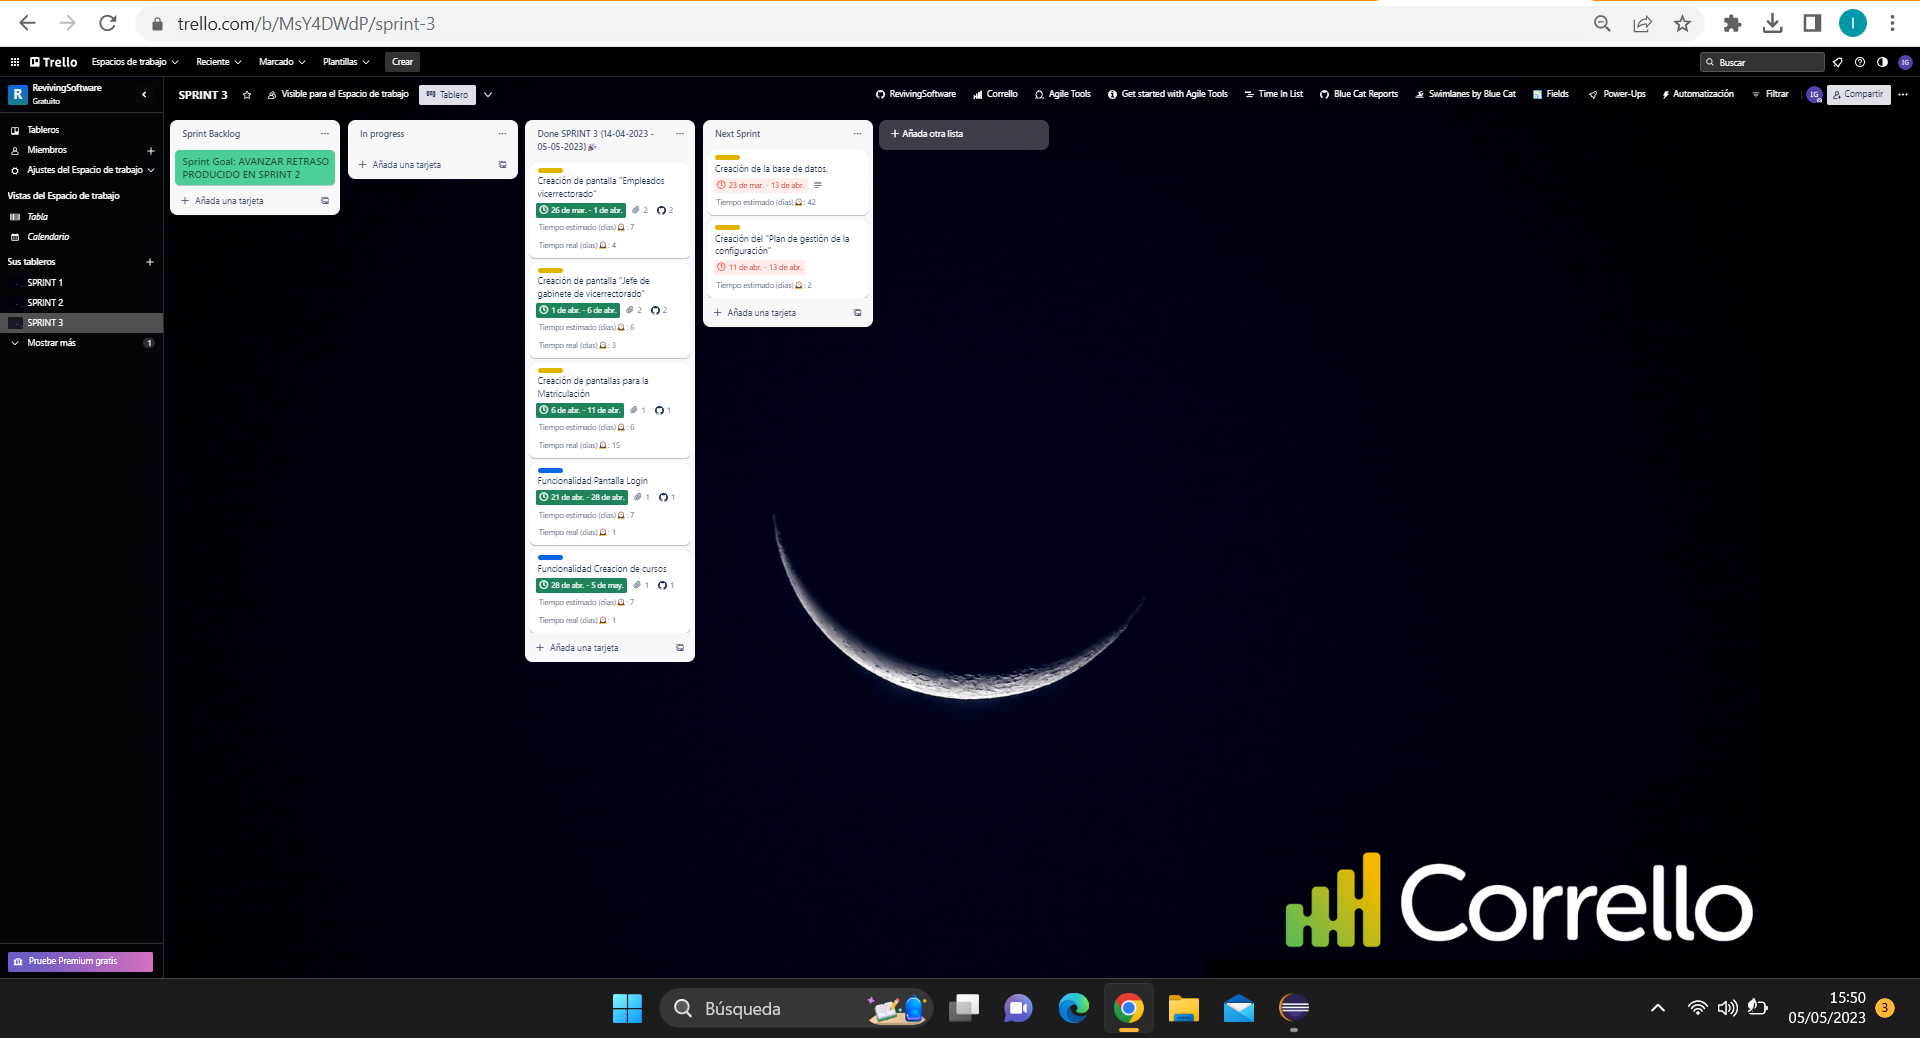 trello.com/b/MsY4DWdP/sprint-3
I
Trello
Espacios de trabajo
Reciente
Marcado
Plantillas
Crear
Buscar
IG
R
RevivingSoftware
Gratuito
SPRINT 3
Visible para el Espacio de trabajo
Tablero
RevivingSoftware
Corrello
Agile Tools
Get started with Agile Tools
Time In List
Blue Cat Reports
Swimlanes by Blue Cat
Fields
Power-Ups
Automatización
Filtrar
IG
Compartir
Tableros
Miembros
Ajustes del Espacio de trabajo
Vistas del Espacio de trabajo
Tabla
Calendario
Sus tableros
SPRINT 1
SPRINT 2
SPRINT 3
Mostrar más
1
Pruebe Premium gratis
Sprint Backlog
Sprint Goal: AVANZAR RETRASO
PRODUCIDO EN SPRINT 2
Añada una tarjeta
In progress
Añada una tarjeta
Done SPRINT 3 (14-04-2023 -
05-05-2023)🎉
Creación de pantalla "Empleados
vicerrectorado"
26 de mar. - 1 de abr. 2 2
Tiempo estimado (días)🕰: 7
Tiempo real (días)🕰: 4
Creación de pantalla "Jefe de
gabinete de vicerrectorado"
1 de abr. - 6 de abr. 2 2
Tiempo estimado (días)🕰: 6
Tiempo real (días)🕰: 3
Creación de pantallas para la
Matriculación
6 de abr. - 11 de abr. 1 1
Tiempo estimado (días)🕰: 6
Tiempo real (días)🕰: 15
Funcionalidad Pantalla Login
21 de abr. - 28 de abr. 1 1
Tiempo estimado (días)🕰: 7
Tiempo real (días)🕰: 1
Funcionalidad Creacion de cursos
28 de abr. - 5 de may. 1 1
Tiempo estimado (días)🕰: 7
Tiempo real (días)🕰: 1
Añada una tarjeta
Next Sprint
Creación de la base de datos.
23 de mar. - 13 de abr.
Tiempo estimado (días)🕰: 42
Creación del "Plan de gestión de la
configuración"
11 de abr. - 13 de abr.
Tiempo estimado (días)🕰: 2
Añada una tarjeta
Añada otra lista
Corrello
Búsqueda
15:50
05/05/2023
3